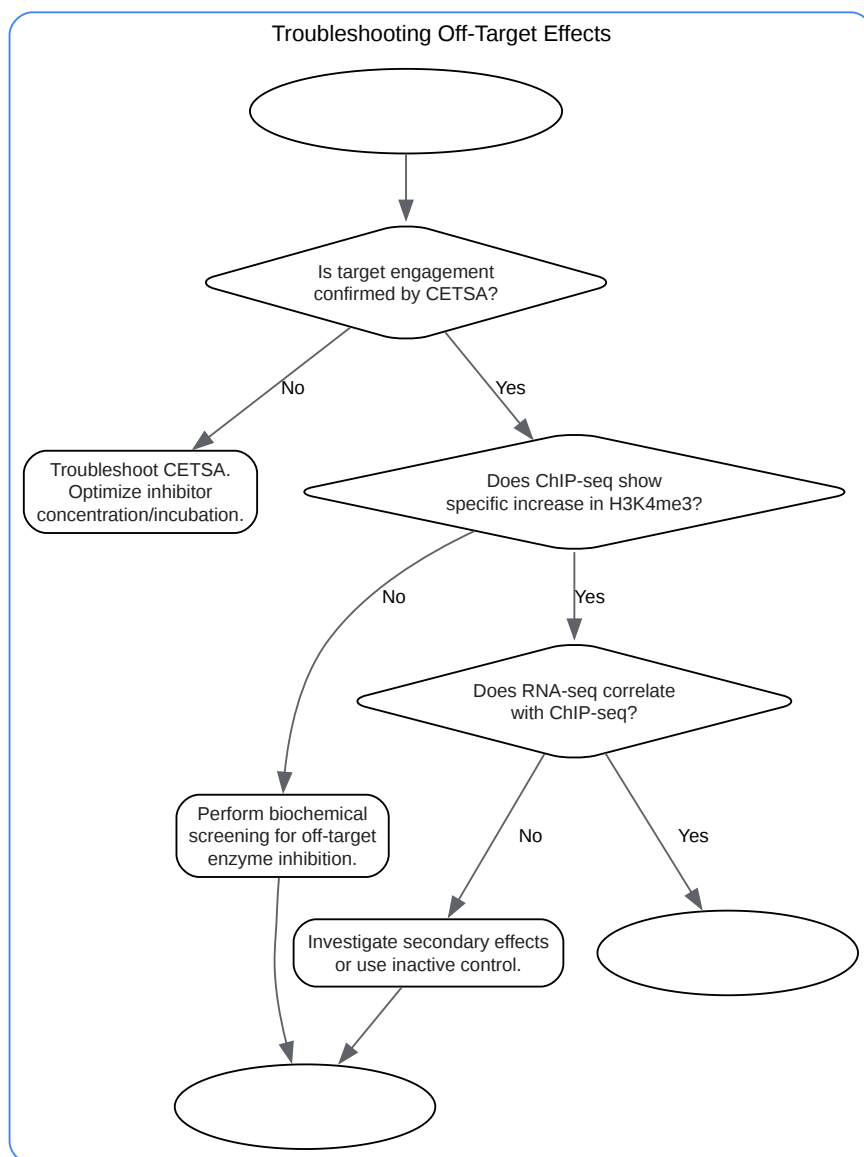 Troubleshooting Off-Target Effects
Is target engagement
confirmed by CETSA?
No
Yes
Troubleshoot CETSA.
Optimize inhibitor
concentration/incubation.
Does ChIP-seq show
specific increase in H3K4me3?
No
Yes
Does RNA-seq correlate
with ChIP-seq?
Perform biochemical
screening for off-target
enzyme inhibition.
No
Yes
Investigate secondary effects
or use inactive control.